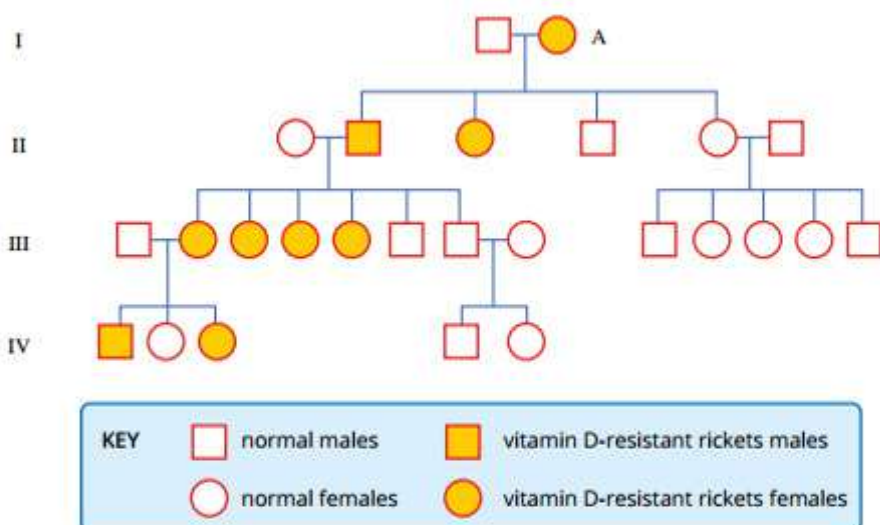 I
A
II
III
IV
KEY
normal males
vitamin D-resistant rickets males
normal females
vitamin D-resistant rickets females